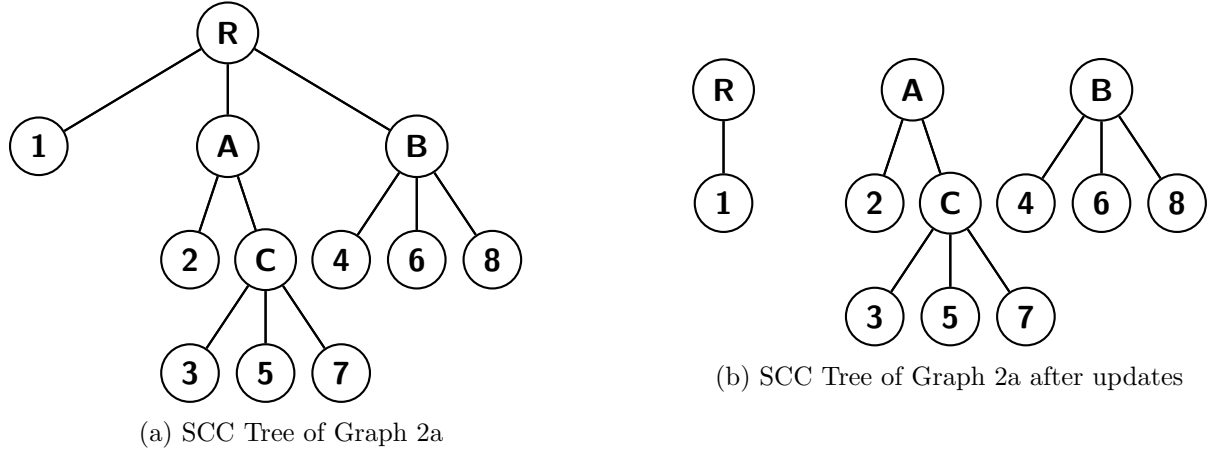 R
1 A B
2 C 4 6 8
3 5 7
(a) SCC Tree of Graph 2a
R A B
1 2 C 4 6 8
3 5 7
(b) SCC Tree of Graph 2a after updates